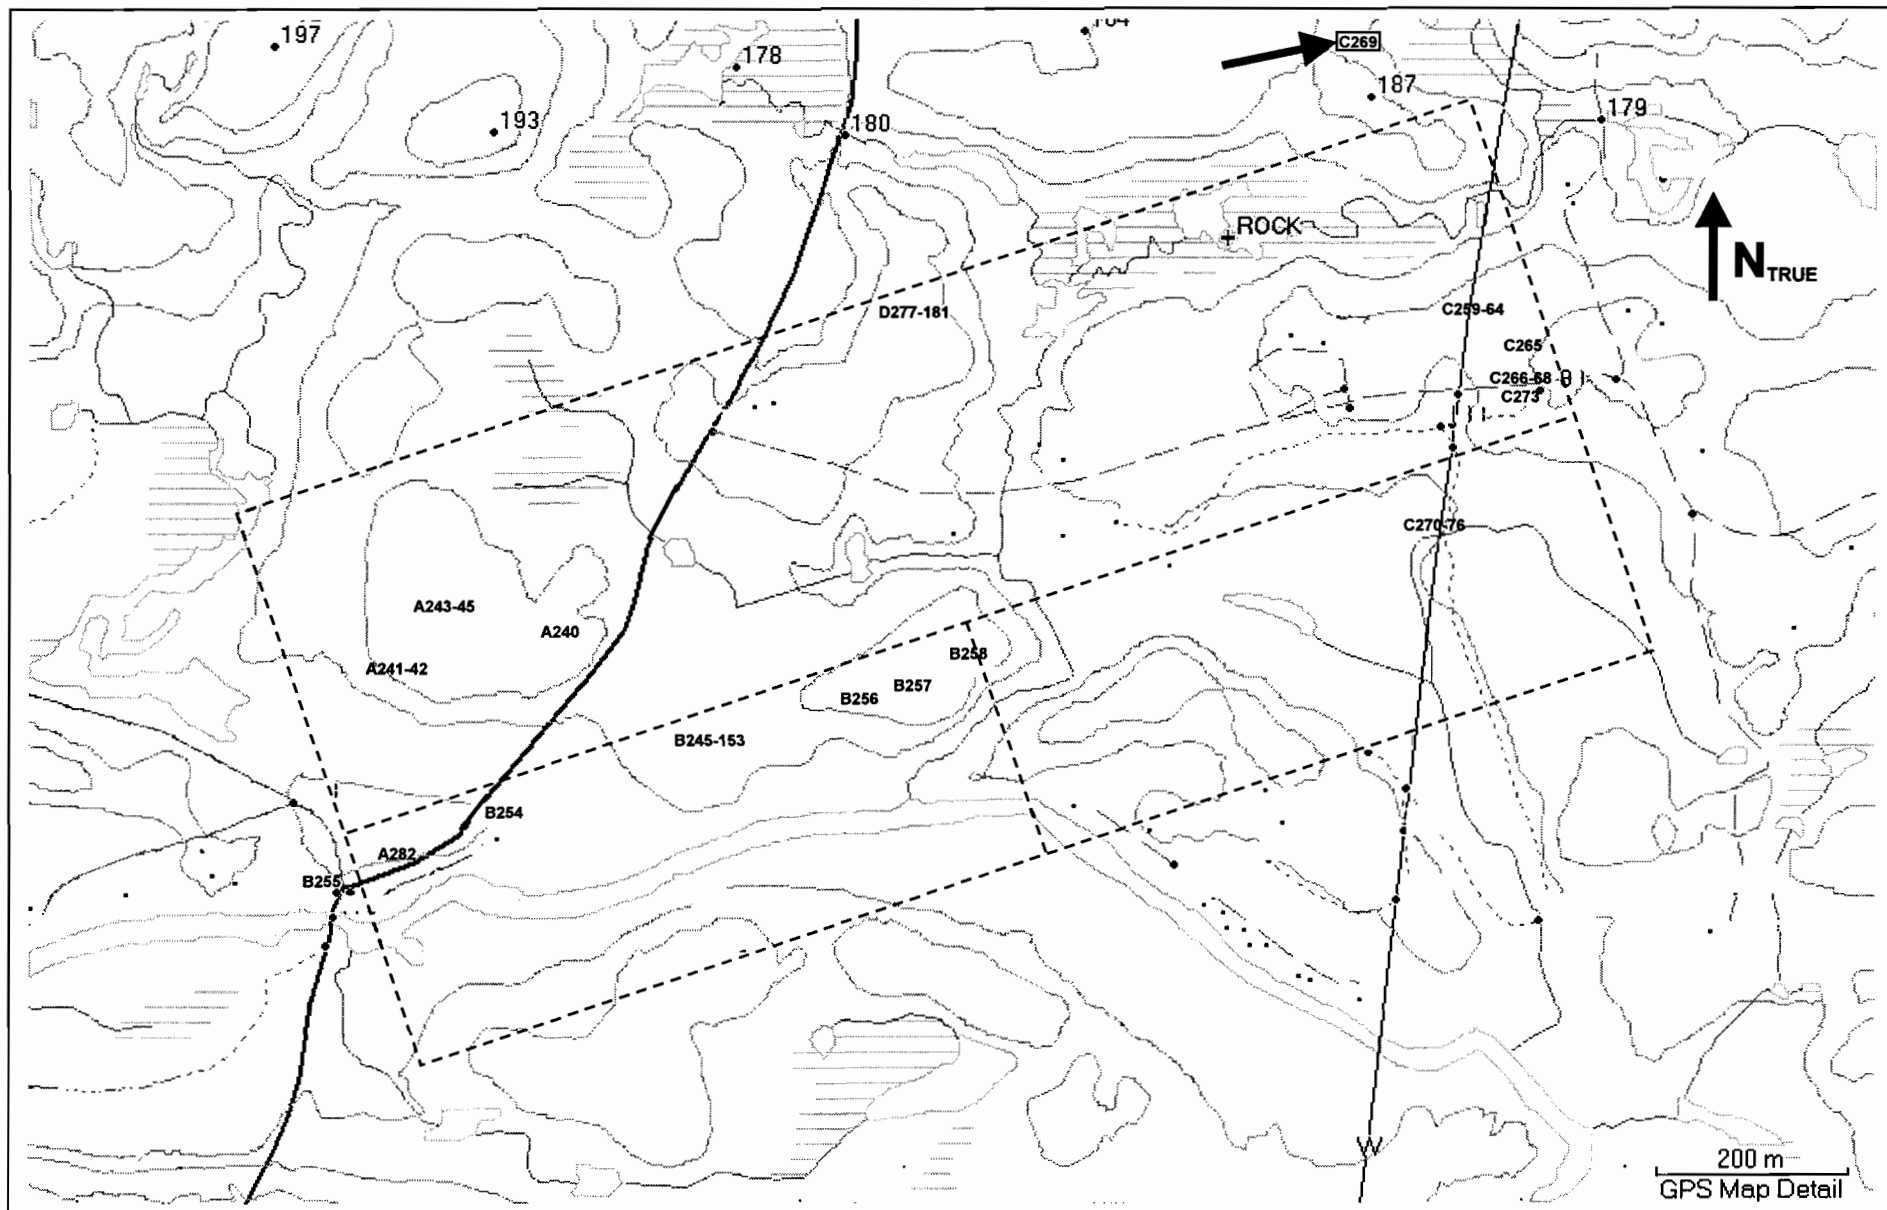 197
178
C269
187
193
180
179
ROCK
N TRUE
D277-181
C259-64
C265
C266-68
C273
C270-76
A243-45
A240
A241-42
B258
B257
B256
B245-153
B254
A282
B255
W
200 m
GPS Map Detail